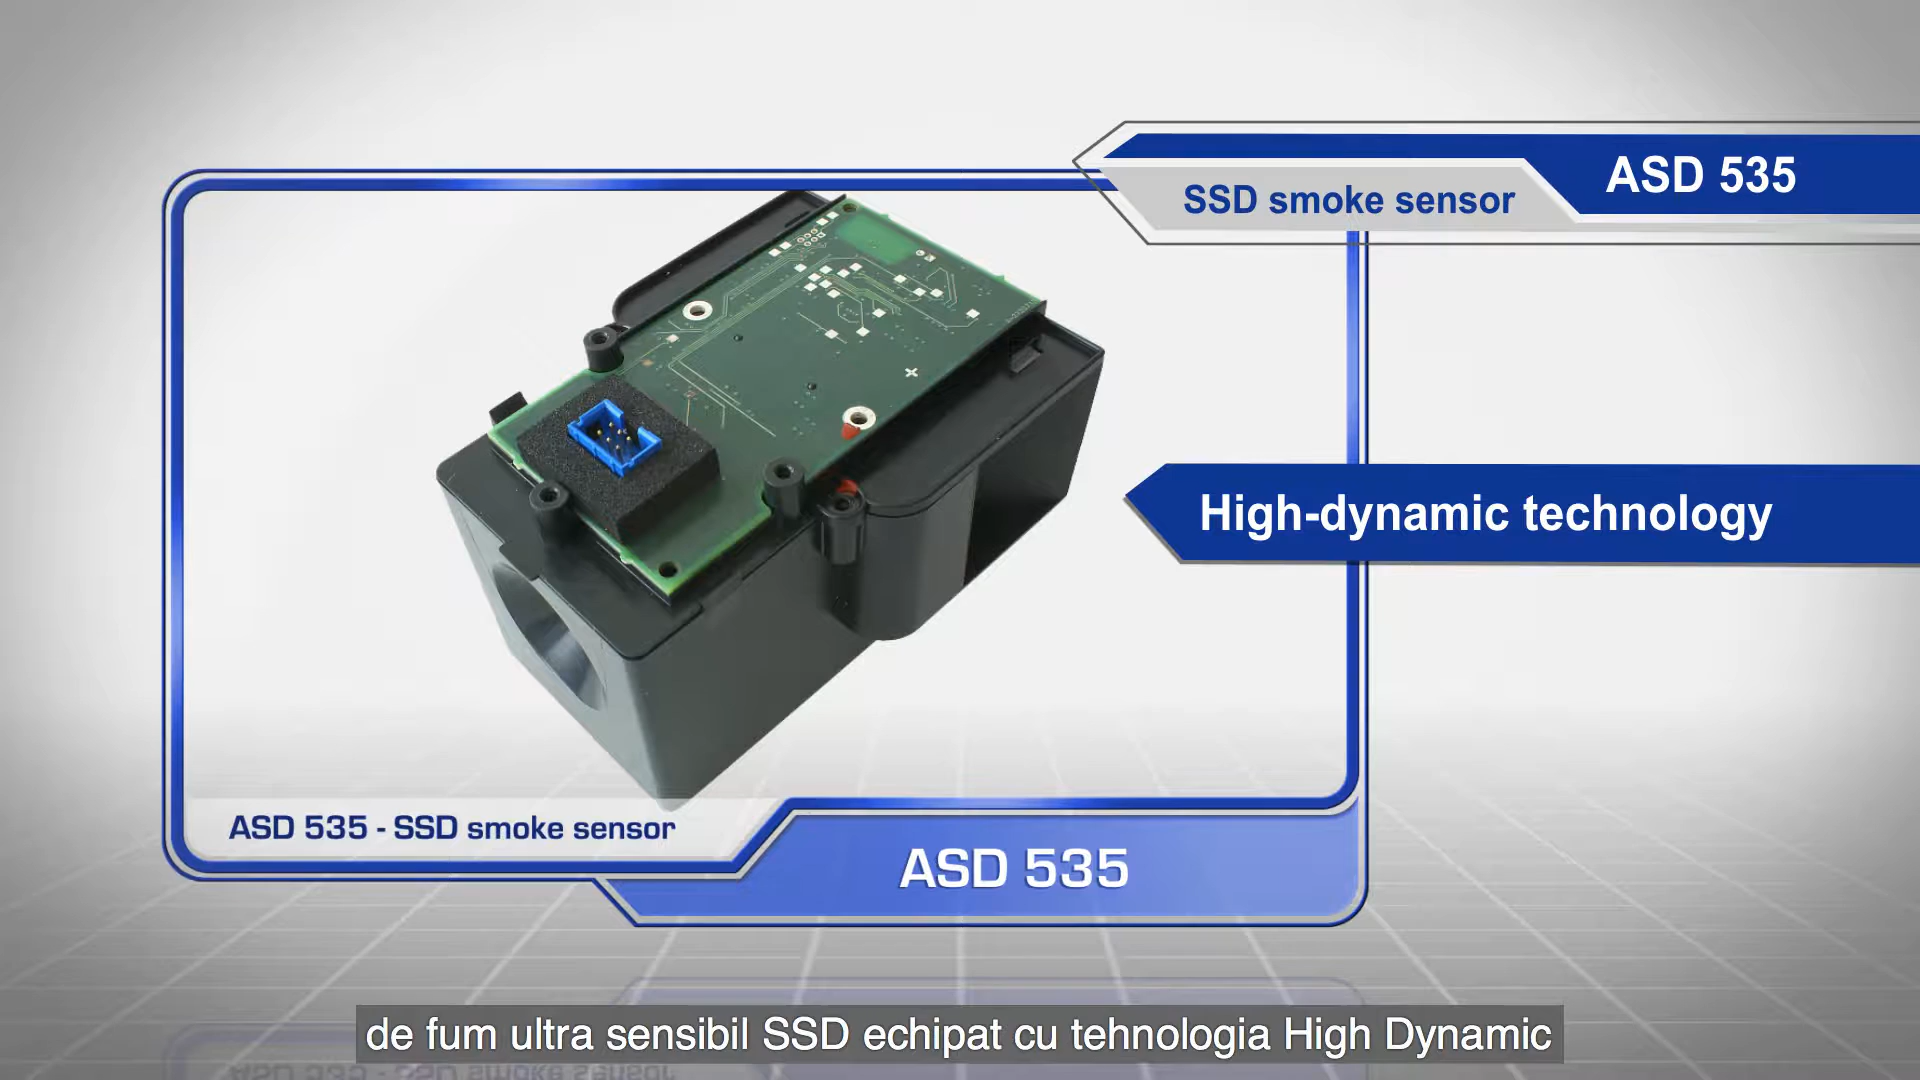 ASD 535
SSD smoke sensor
High-dynamic technology
ASD 535 - SSD smoke sensor
ASD 535
de fum ultra sensibil SSD echipat cu tehnologia High Dynamic